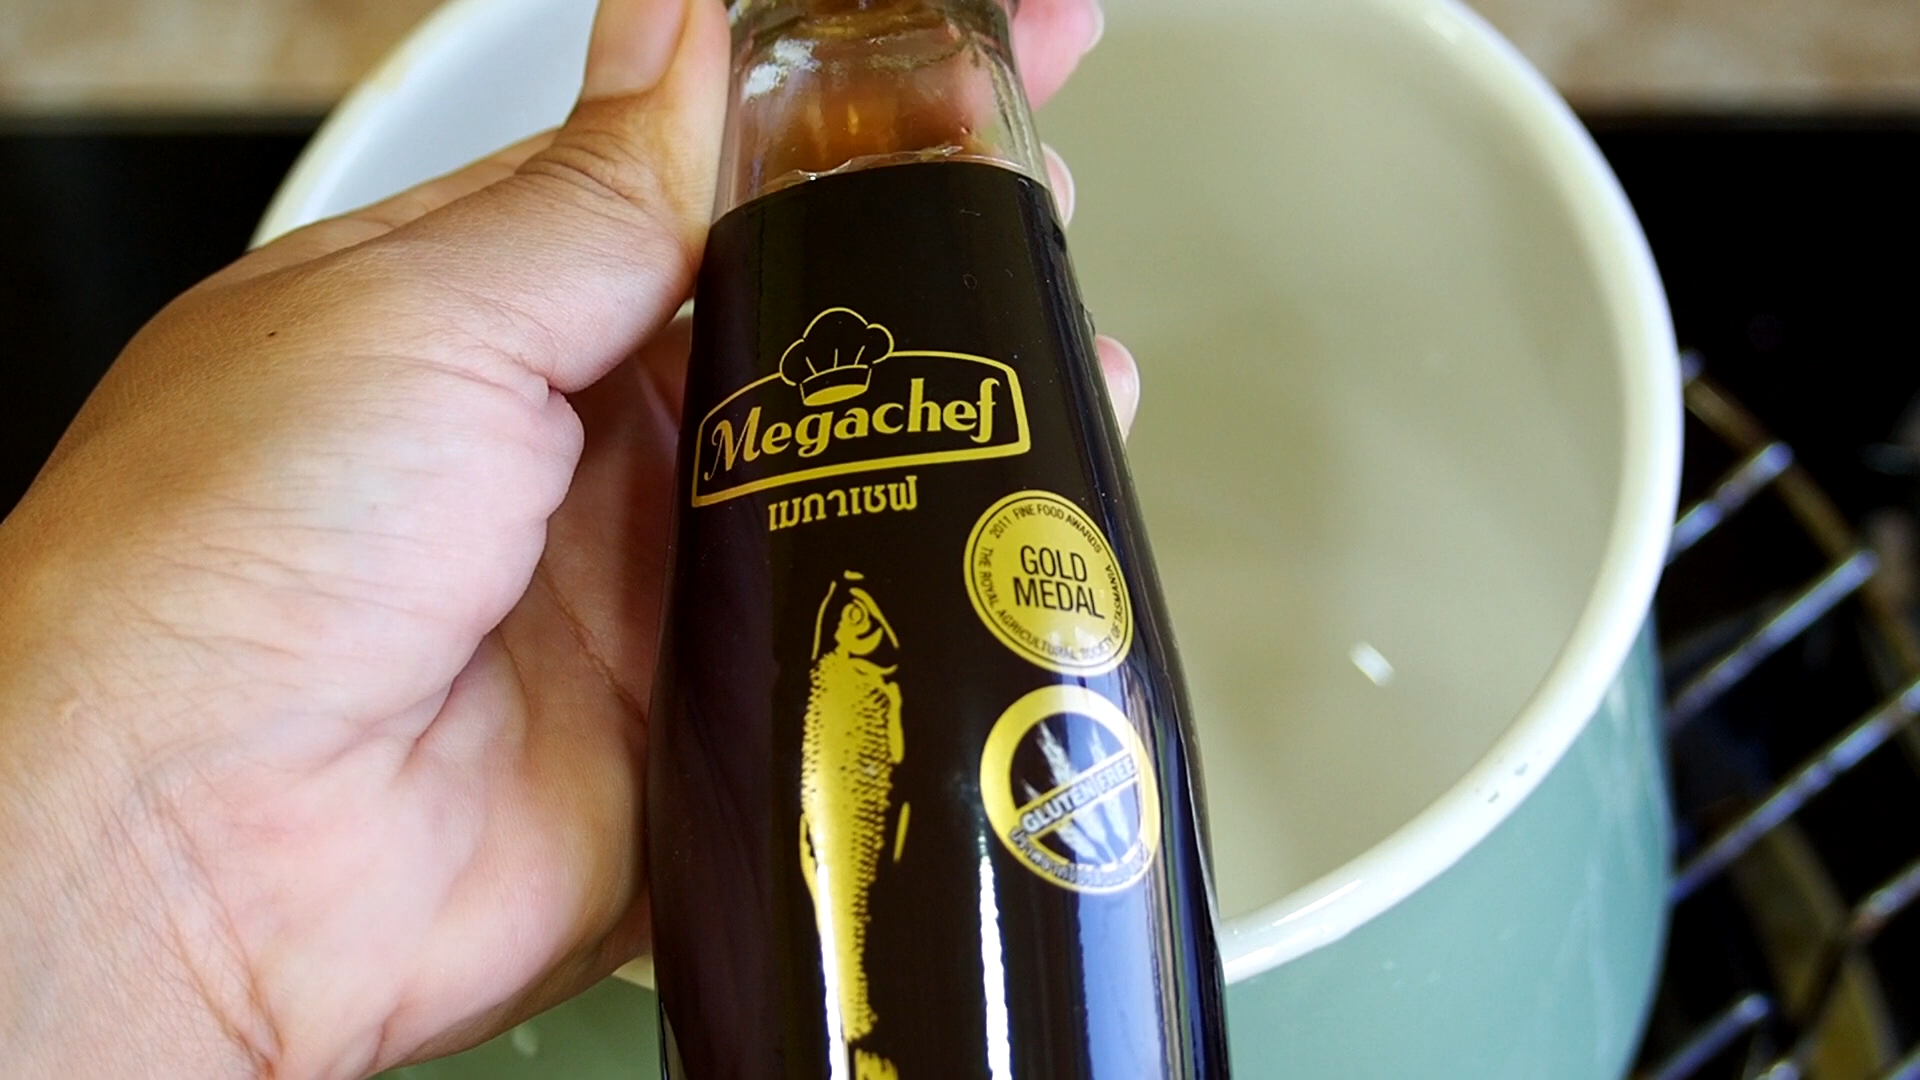 Megachef
เมกาเชฟ
2011 FINE FOOD AWARDS
GOLD
MEDAL
THE ROYAL AGRICULTURAL SOCIETY OF TASMANIA
GLUTEN FREE